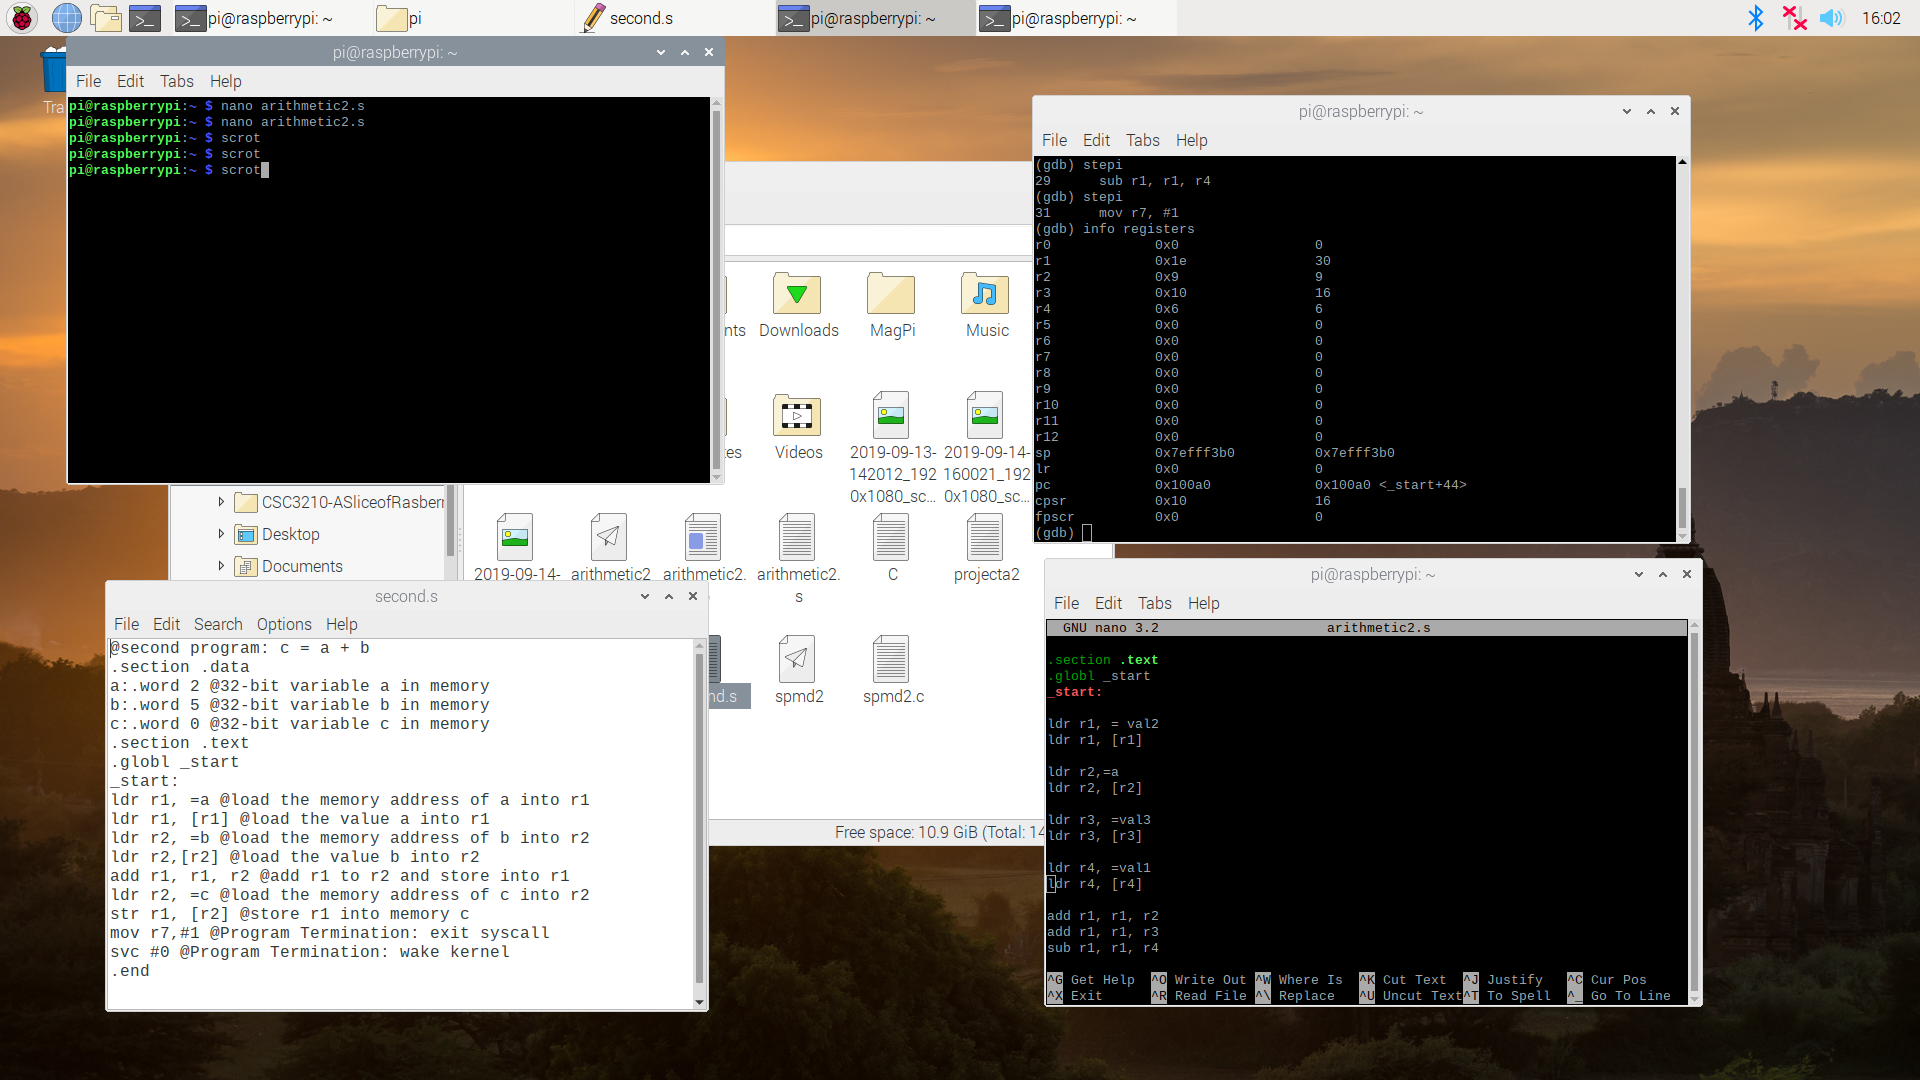 pi@raspberrypi: ~
pi
second.s
pi@raspberrypi: ~
pi@raspberrypi: ~
16:02
pi@raspberrypi: ~
File Edit Tabs Help
pi@raspberrypi:~ $ nano arithmetic2.s
pi@raspberrypi:~ $ nano arithmetic2.s
pi@raspberrypi:~ $ scrot
pi@raspberrypi:~ $ scrot
pi@raspberrypi:~ $ scrot
pi@raspberrypi: ~
File Edit Tabs Help
(gdb) stepi
29 sub r1, r1, r4
(gdb) stepi
31 mov r7, #1
(gdb) info registers
r0 0x0 0
r1 0x1e 30
r2 0x9 9
r3 0x10 16
r4 0x6 6
r5 0x0 0
r6 0x0 0
r7 0x0 0
r8 0x0 0
r9 0x0 0
r10 0x0 0
r11 0x0 0
r12 0x0 0
sp 0x7efff3b0 0x7efff3b0
lr 0x0 0
pc 0x100a0 0x100a0 <_start+44>
cpsr 0x10 16
fpscr 0x0 0
(gdb)
Downloads
MagPi
Music
Videos
2019-09-13-
142012_192
0x1080_sc...
2019-09-14-
160021_192
0x1080_sc...
CSC3210-ASliceofRasber
Desktop
Documents
2019-09-14-
arithmetic2
arithmetic2.
arithmetic2.
s
C
projecta2
nd.s
spmd2
spmd2.c
Free space: 10.9 GiB (Total: 14
second.s
File Edit Search Options Help
@second program: c = a + b
.section .data
a:.word 2 @32-bit variable a in memory
b:.word 5 @32-bit variable b in memory
c:.word 0 @32-bit variable c in memory
.section .text
.globl _start
_start:
ldr r1, =a @load the memory address of a into r1
ldr r1, [r1] @load the value a into r1
ldr r2, =b @load the memory address of b into r2
ldr r2,[r2] @load the value b into r2
add r1, r1, r2 @add r1 to r2 and store into r1
ldr r2, =c @load the memory address of c into r2
str r1, [r2] @store r1 into memory c
mov r7,#1 @Program Termination: exit syscall
svc #0 @Program Termination: wake kernel
.end
pi@raspberrypi: ~
File Edit Tabs Help
GNU nano 3.2 arithmetic2.s
.section .text
.globl _start
_start:
ldr r1, = val2
ldr r1, [r1]
ldr r2,=a
ldr r2, [r2]
ldr r3, =val3
ldr r3, [r3]
ldr r4, =val1
ldr r4, [r4]
add r1, r1, r2
add r1, r1, r3
sub r1, r1, r4
^G Get Help ^O Write Out ^W Where Is ^K Cut Text ^J Justify ^C Cur Pos
^X Exit ^R Read File ^\ Replace ^U Uncut Text ^T To Spell ^_ Go To Line